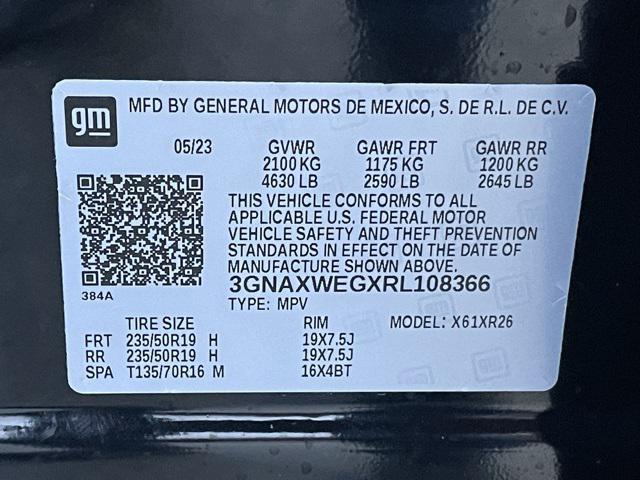 gm
MFD BY GENERAL MOTORS DE MEXICO, S. DE R.L. DE C.V.
05/23 GVWR GAWR FRT GAWR RR
2100 KG 1175 KG 1200 KG
4630 LB 2590 LB 2645 LB
THIS VEHICLE CONFORMS TO ALL
APPLICABLE U.S. FEDERAL MOTOR
VEHICLE SAFETY AND THEFT PREVENTION
STANDARDS IN EFFECT ON THE DATE OF
MANUFACTURE SHOWN ABOVE.
384A
3GNAXWEGXRL108366
TYPE: MPV
TIRE SIZE RIM MODEL: X61XR26
FRT 235/50R19 H 19X7.5J
RR 235/50R19 H 19X7.5J
SPA T135/70R16 M 16X4BT